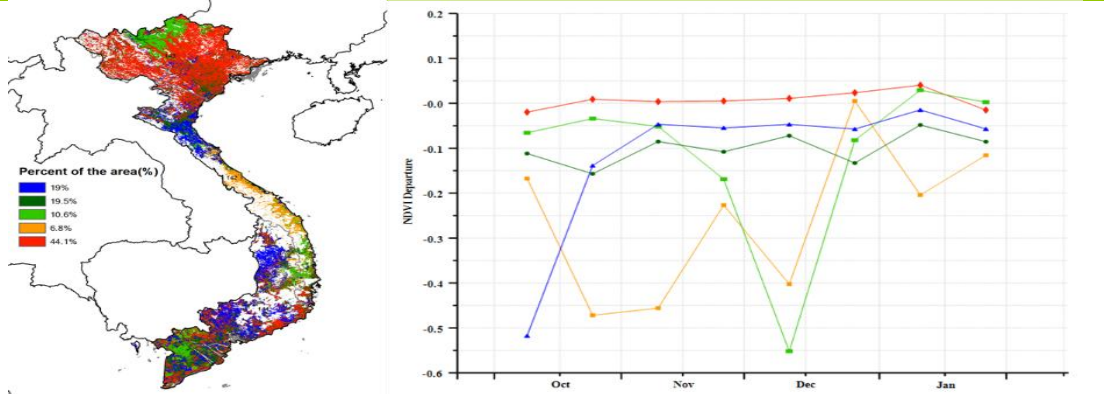 Percent of the area(%)
19%
19.5%
10.6%
6.8%
44.1%
NDVI Departure
0.2
0.1
-0.0
-0.1
-0.2
-0.3
-0.4
-0.5
-0.6
Oct
Nov
Dec
Jan